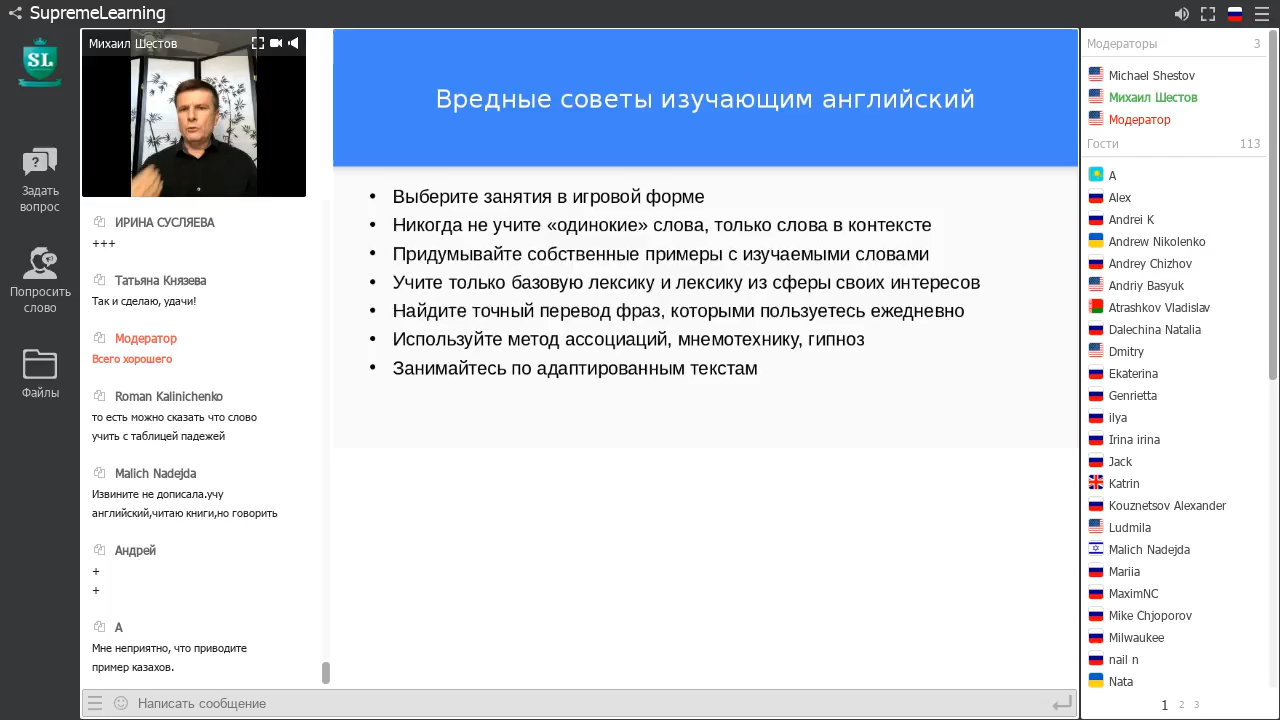 SupremeLearning
SL
Задать
вопрос
Попросить
слово
Файлы
Михаил Шестов
ИРИНА СУСЛЯЕВА
+++
Татьяна Князева
Так и сделаю, удачи!
Модератор
Всего хорошего
Roman Kalinichenko
то есть можно сказать что слово
учить с таблицей падежей
Malich Nadejda
Извините не дописала.учу
английский,читаю книги,но говорить
Андрей
+
+
A
Мне неприятно, что приводите
пример казахов.
Написать сообщение
Вредные советы изучающим английский
• Выберите занятия в игровой форме
• Никогда не учите «одинокие» слова, только слова в контексте
• Придумывайте собственные примеры с изучаемыми словами
• Учите только базовую лексику и лексику из сферы своих интересов
• Найдите точный перевод фраз, которыми пользуетесь ежедневно
• Используйте метод ассоциаций, мнемотехнику, гипноз
• Занимайтесь по адаптированным текстам
Модераторы 3
Michael Shestov
Михаил Шестов
Модератор
Гости 113
A
Alex
Andrei K
Andrew Nikolenko
Andrey Chizhov
Andriy Basyuk
Atrashkov Vladislav
Dalechina Natalia
Dmitry
Ekaterina
Genrietta
ilya
Irina irina
Jack
Katrin
Kouznetsov Alexander
Ludmila
Malich Nadejda
Mariia
MaximNC
Mike Chjoporov
Milwaukee
nail n
Nata
1 2 3